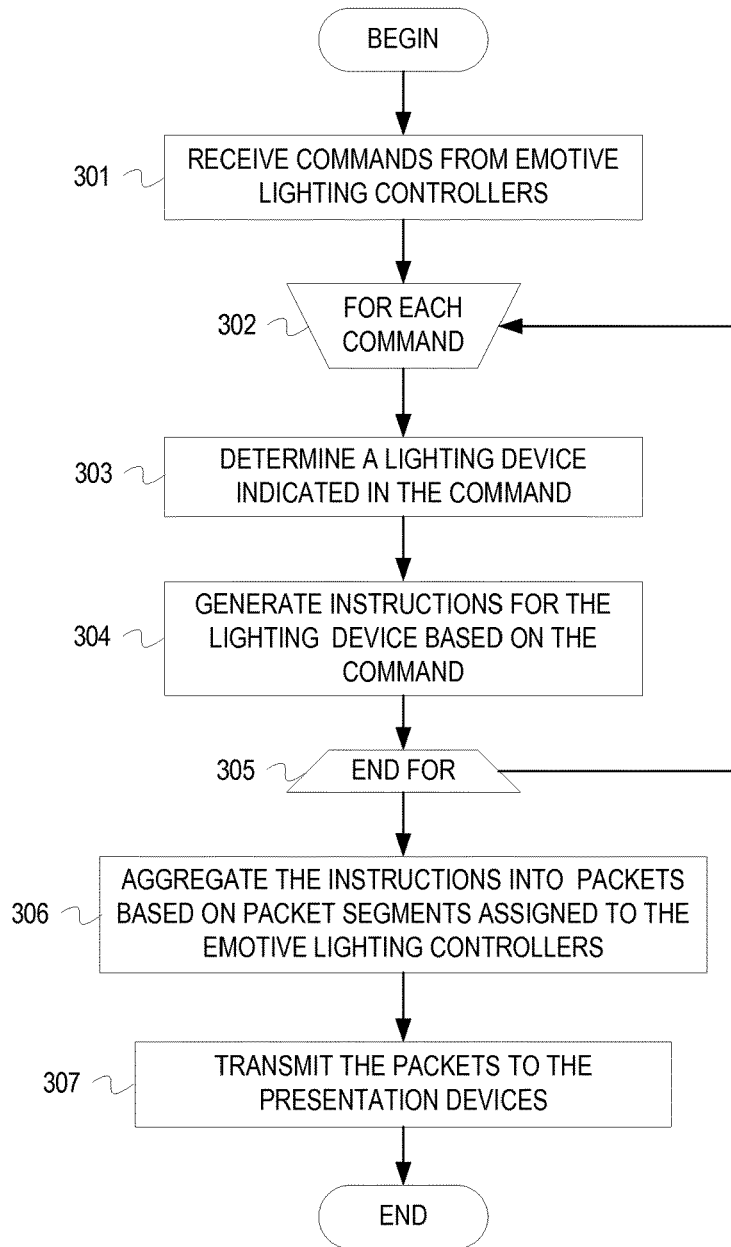 BEGIN
301
RECEIVE COMMANDS FROM EMOTIVE
LIGHTING CONTROLLERS
302
FOR EACH
COMMAND
303
DETERMINE A LIGHTING DEVICE
INDICATED IN THE COMMAND
304
GENERATE INSTRUCTIONS FOR THE
LIGHTING DEVICE BASED ON THE
COMMAND
305
END FOR
306
AGGREGATE THE INSTRUCTIONS INTO PACKETS
BASED ON PACKET SEGMENTS ASSIGNED TO THE
EMOTIVE LIGHTING CONTROLLERS
307
TRANSMIT THE PACKETS TO THE
PRESENTATION DEVICES
END